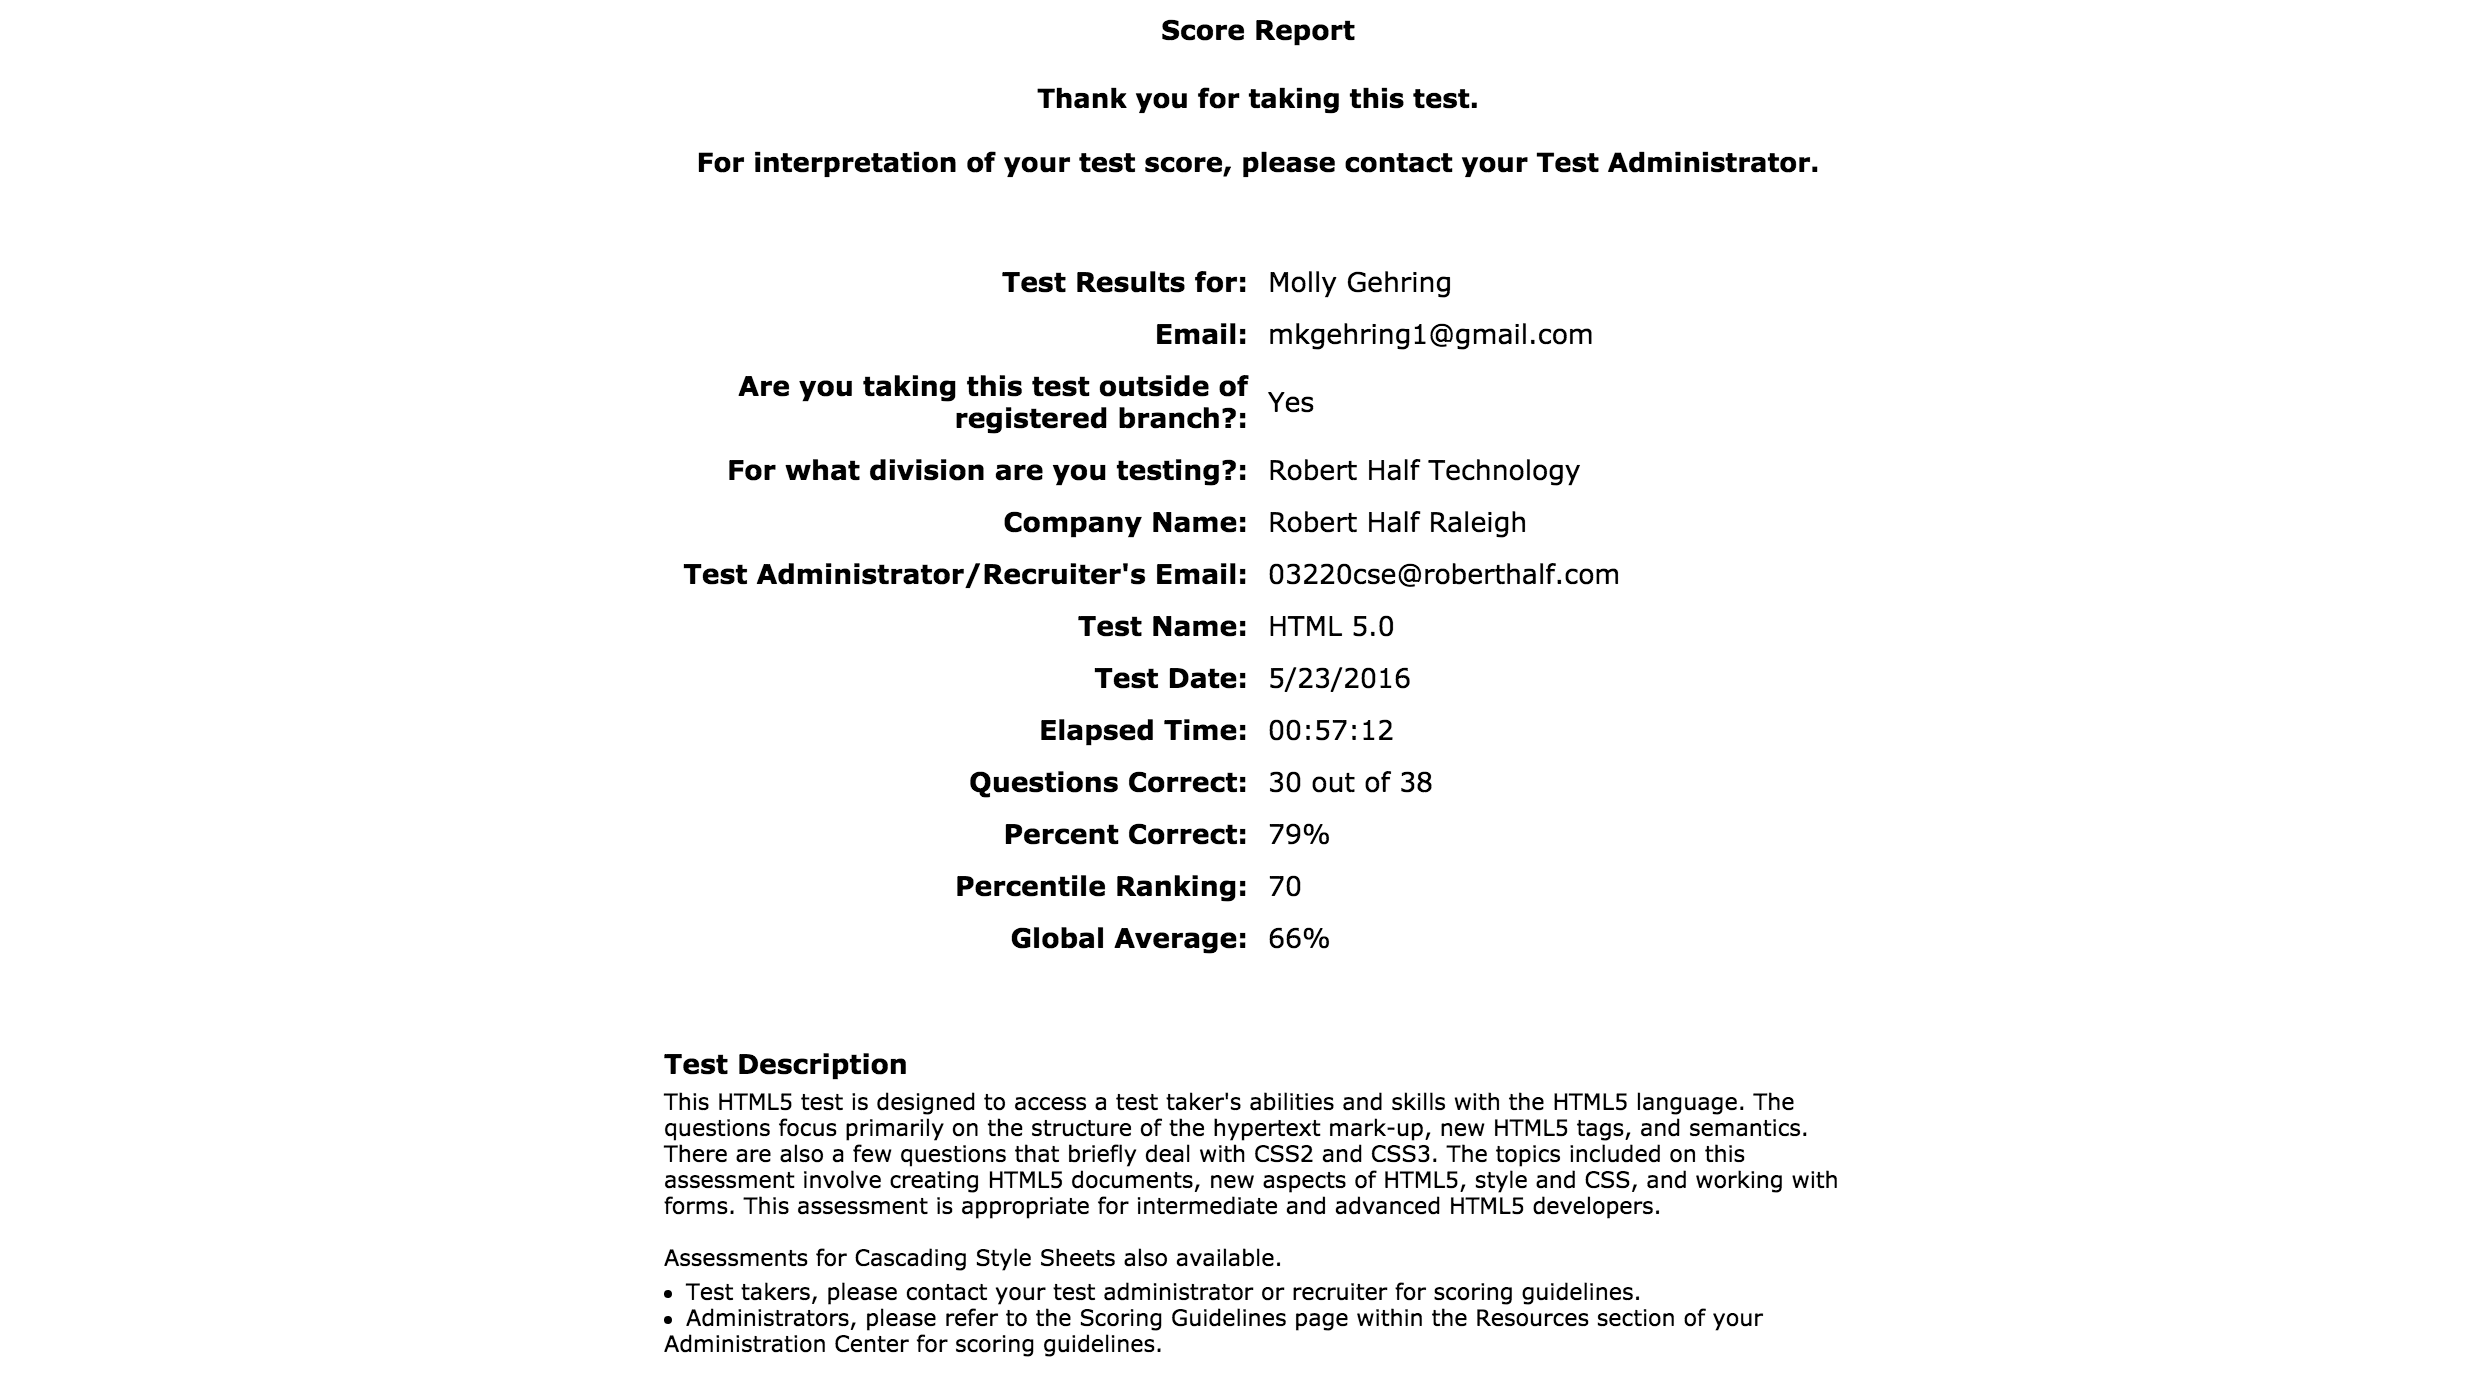 Score Report
Thank you for taking this test.
For interpretation of your test score, please contact your Test Administrator.
Test Results for: Molly Gehring
Email: mkgehring1@gmail.com
Are you taking this test outside of
registered branch?: Yes
For what division are you testing?: Robert Half Technology
Company Name: Robert Half Raleigh
Test Administrator/Recruiter's Email: 03220cse@roberthalf.com
Test Name: HTML 5.0
Test Date: 5/23/2016
Elapsed Time: 00:57:12
Questions Correct: 30 out of 38
Percent Correct: 79%
Percentile Ranking: 70
Global Average: 66%
Test Description
This HTML5 test is designed to access a test taker's abilities and skills with the HTML5 language. The
questions focus primarily on the structure of the hypertext mark-up, new HTML5 tags, and semantics.
There are also a few questions that briefly deal with CSS2 and CSS3. The topics included on this
assessment involve creating HTML5 documents, new aspects of HTML5, style and CSS, and working with
forms. This assessment is appropriate for intermediate and advanced HTML5 developers.
Assessments for Cascading Style Sheets also available.
• Test takers, please contact your test administrator or recruiter for scoring guidelines.
• Administrators, please refer to the Scoring Guidelines page within the Resources section of your
Administration Center for scoring guidelines.